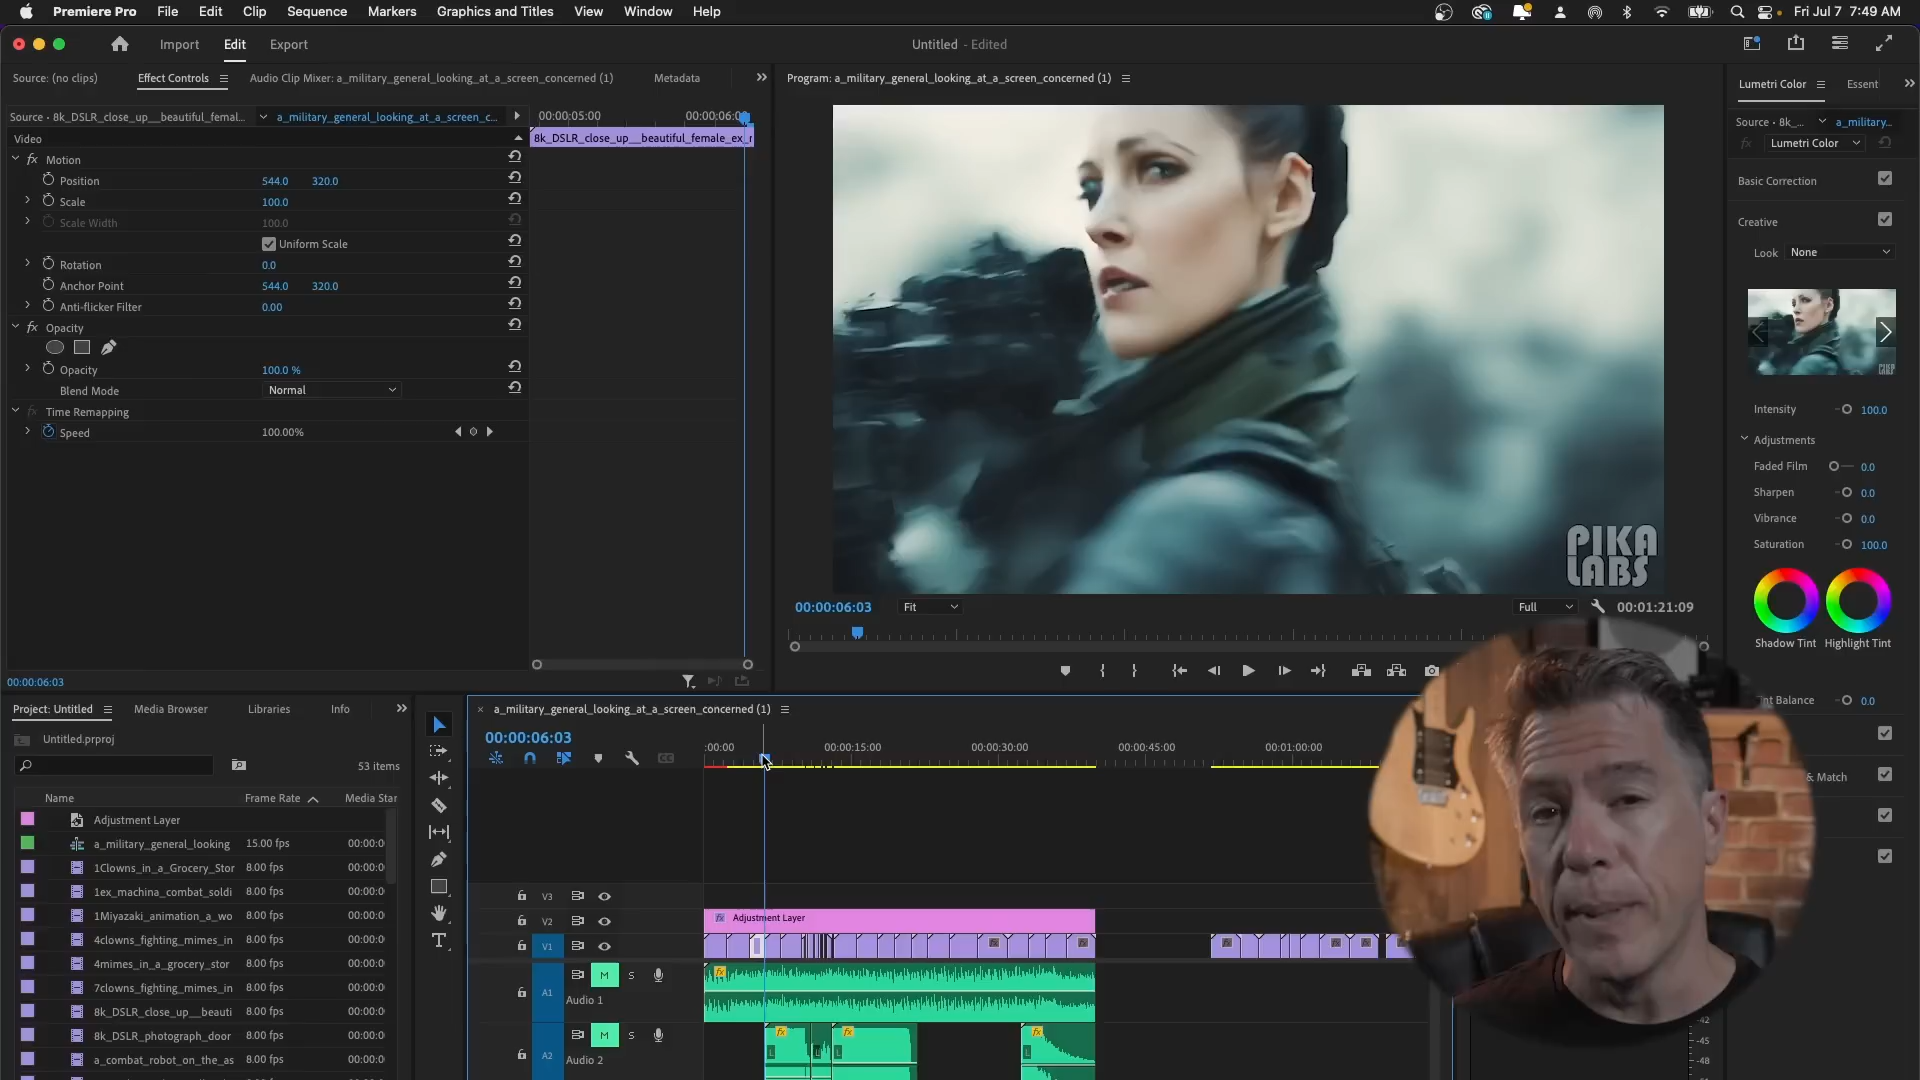 Premiere Pro File Edit Clip Sequence Markers Graphics and Titles View Window Help Fri Jul 7 7:49 AM
Import Edit Export Untitled - Edited
Source: (no clips) Effect Controls Audio Clip Mixer: a_military_general_looking_at_a_screen_concerned (1) Metadata
Program: a_military_general_looking_at_a_screen_concerned (1)
Lumetri Color Essent
Source • 8k_DSLR_close_up__beautiful_femal... a_military_general_looking_at_a_screen_c...
00:00:05:00 00:00:06:0
Video
8k_DSLR_close_up__beautiful_female_ex_
fx Motion
Position 544.0 320.0
Scale 100.0
Scale Width 100.0
Uniform Scale
Rotation 0.0
Anchor Point 544.0 320.0
Anti-flicker Filter 0.00
fx Opacity
Opacity 100.0 %
Blend Mode Normal
fx Time Remapping
Speed 100.00%
00:00:06:03
PIKA
LABS
00:00:06:03 Fit Full 00:01:21:09
Source • 8k_... a_military...
fx Lumetri Color
Basic Correction
Creative
Look None
Intensity 100.0
Adjustments
Faded Film 0.0
Sharpen 0.0
Vibrance 0.0
Saturation 100.0
Shadow Tint Highlight Tint
nt Balance 0.0
& Match
Project: Untitled Media Browser Libraries Info
Untitled.prproj
53 items
Name Frame Rate Media Star
Adjustment Layer
a_military_general_looking 15.00 fps 00:00:0
1Clowns_in_a_Grocery_Stor 8.00 fps 00:00:0
1ex_machina_combat_soldi 8.00 fps 00:00:0
1Miyazaki_animation_a_wo 8.00 fps 00:00:0
4clowns_fighting_mimes_in 8.00 fps 00:00:0
4mimes_in_a_grocery_stor 8.00 fps 00:00:0
7clowns_fighting_mimes_in 8.00 fps 00:00:0
8k_DSLR_close_up__beauti 8.00 fps 00:00:0
8k_DSLR_photograph_door 8.00 fps 00:00:0
a_combat_robot_on_the_as 8.00 fps 00:00:0
T
a_military_general_looking_at_a_screen_concerned (1)
00:00:06:03
:00:00 00:00:15:00 00:00:30:00 00:00:45:00 00:01:00:00
V3
V2 fx Adjustment Layer
V1
A1 M S
Audio 1
A2 M S
Audio 2
-42
-45
-48